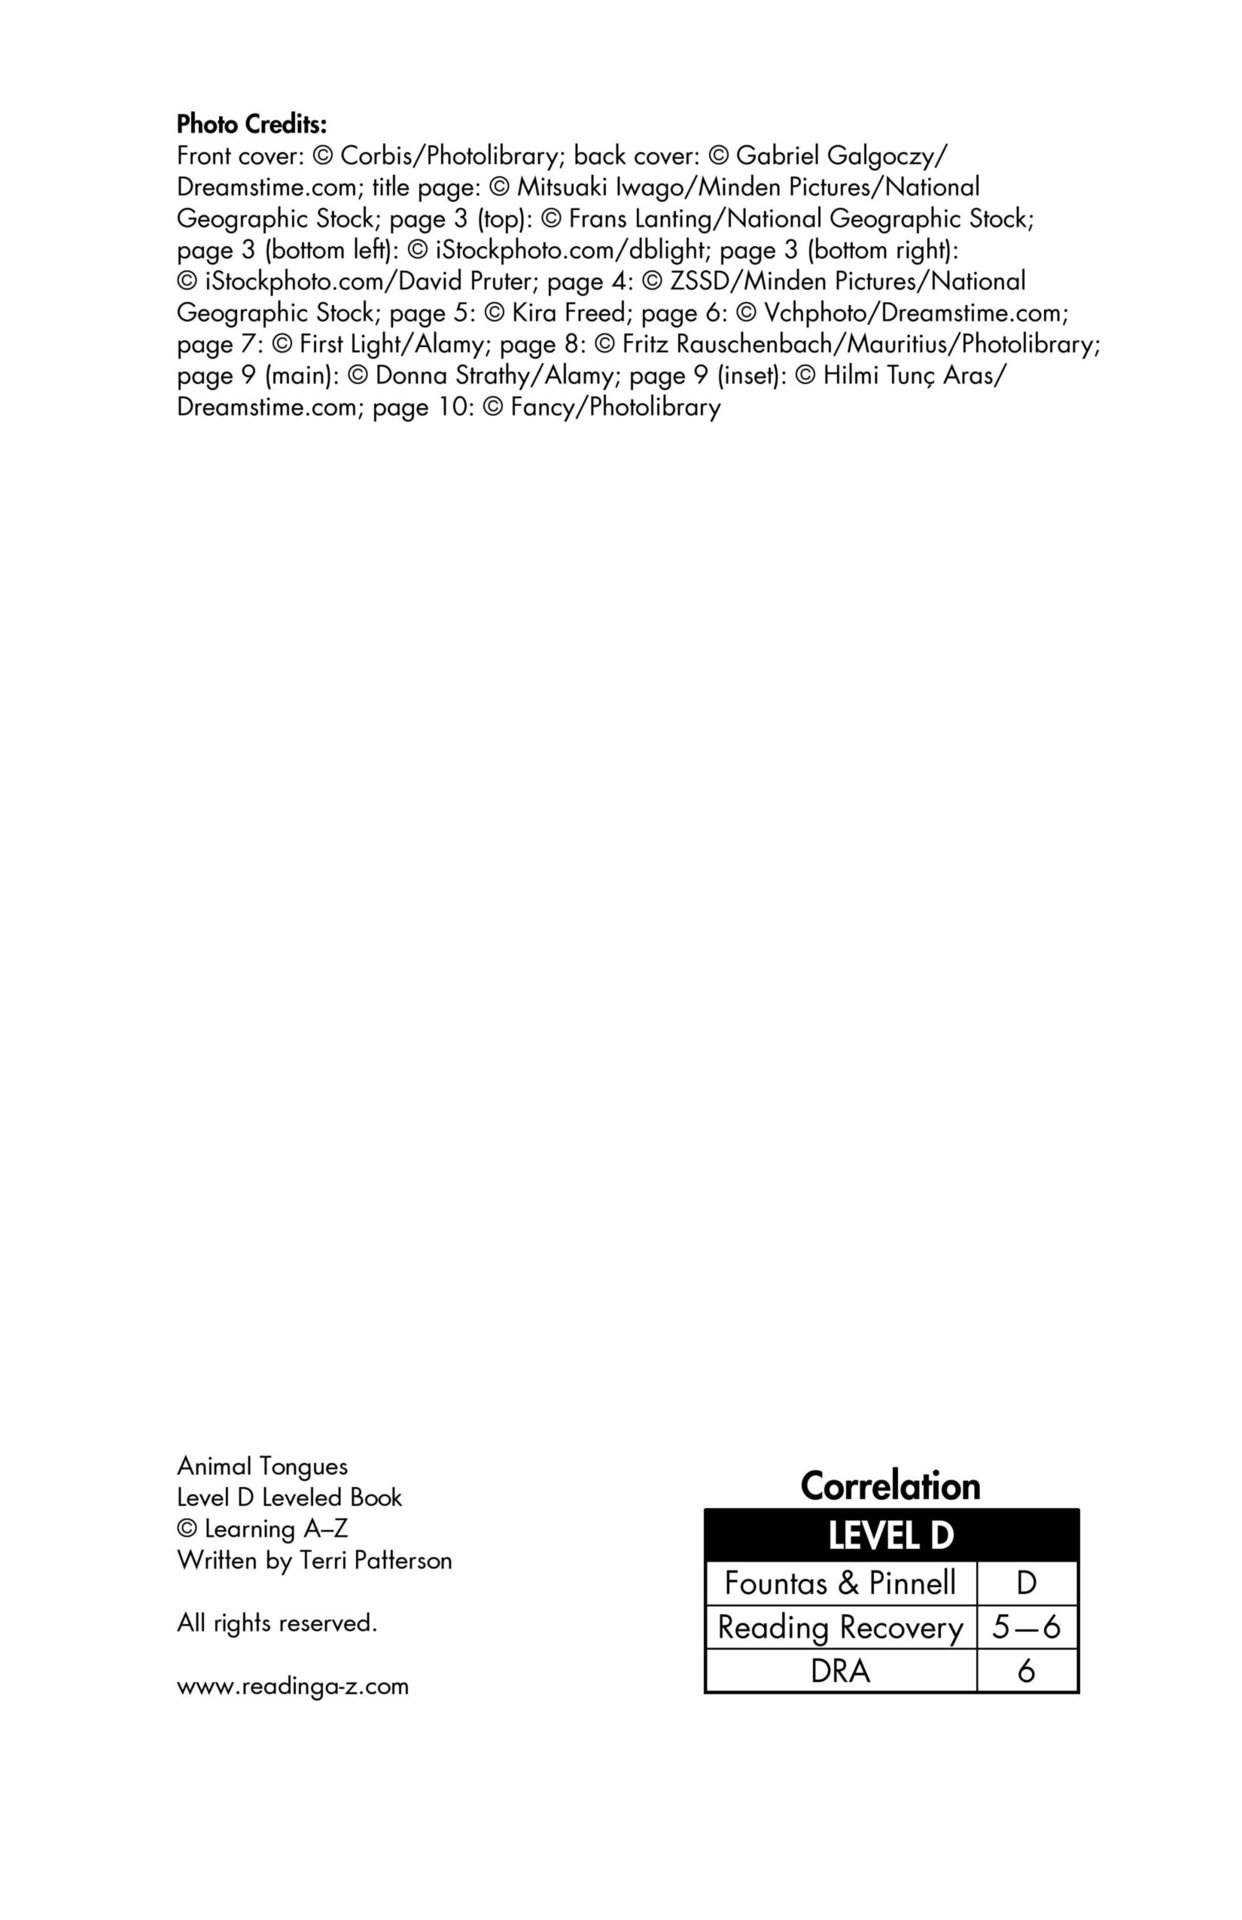 Photo Credits:
Front cover: © Corbis/Photolibrary; back cover: © Gabriel Galgoczy/
Dreamstime.com; title page: © Mitsuaki Iwago/Minden Pictures/National
Geographic Stock; page 3 (top): © Frans Lanting/National Geographic Stock;
page 3 (bottom left): © iStockphoto.com/dblight; page 3 (bottom right):
© iStockphoto.com/David Pruter; page 4: © ZSSD/Minden Pictures/National
Geographic Stock; page 5: © Kira Freed; page 6: © Vchphoto/Dreamstime.com;
page 7: © First Light/Alamy; page 8: © Fritz Rauschenbach/Mauritius/Photolibrary;
page 9 (main): © Donna Strathy/Alamy; page 9 (inset): © Hilmi Tunç Aras/
Dreamstime.com; page 10: © Fancy/Photolibrary
Animal Tongues
Level D Leveled Book
© Learning A–Z
Written by Terri Patterson
All rights reserved.
www.readinga-z.com
Correlation
LEVEL D
Fountas & Pinnell D
Reading Recovery 5–6
DRA 6